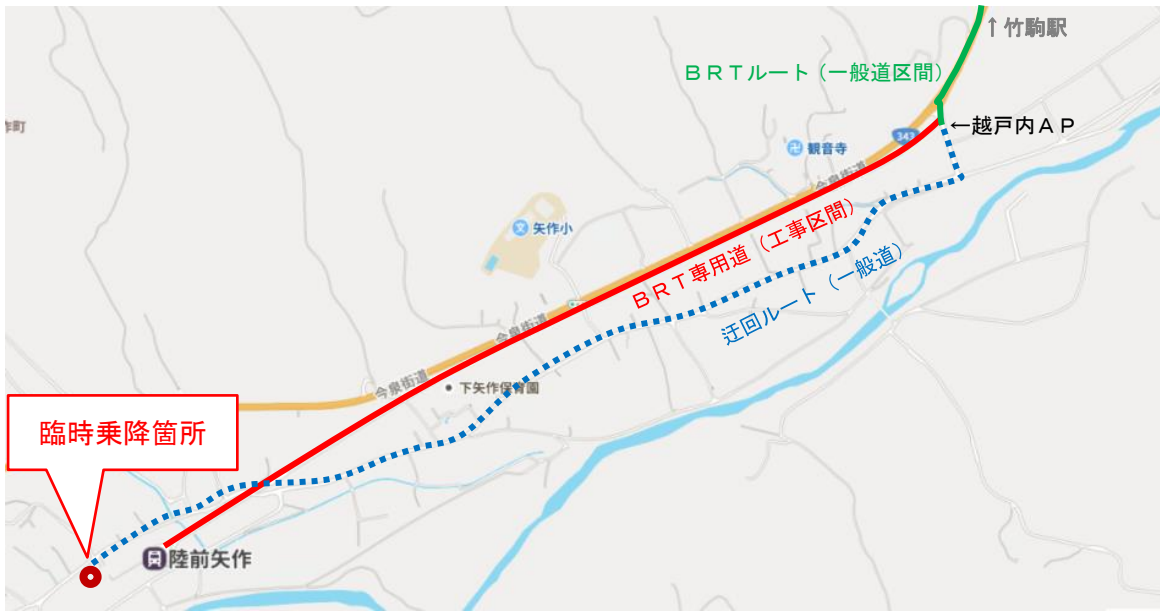 ↑竹駒駅
BRTルート(一般道区間)
←越戸内AP
343
観音寺
今泉街道
作町
矢作小
BRT専用道(工事区間)
迂回ルート(一般道)
今泉街道
今泉街道
下矢作保育園
臨時乗降箇所
陸前矢作